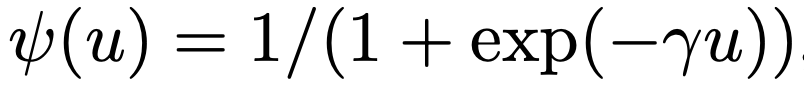 ψ(u) = 1/(1 + exp(−γu)).